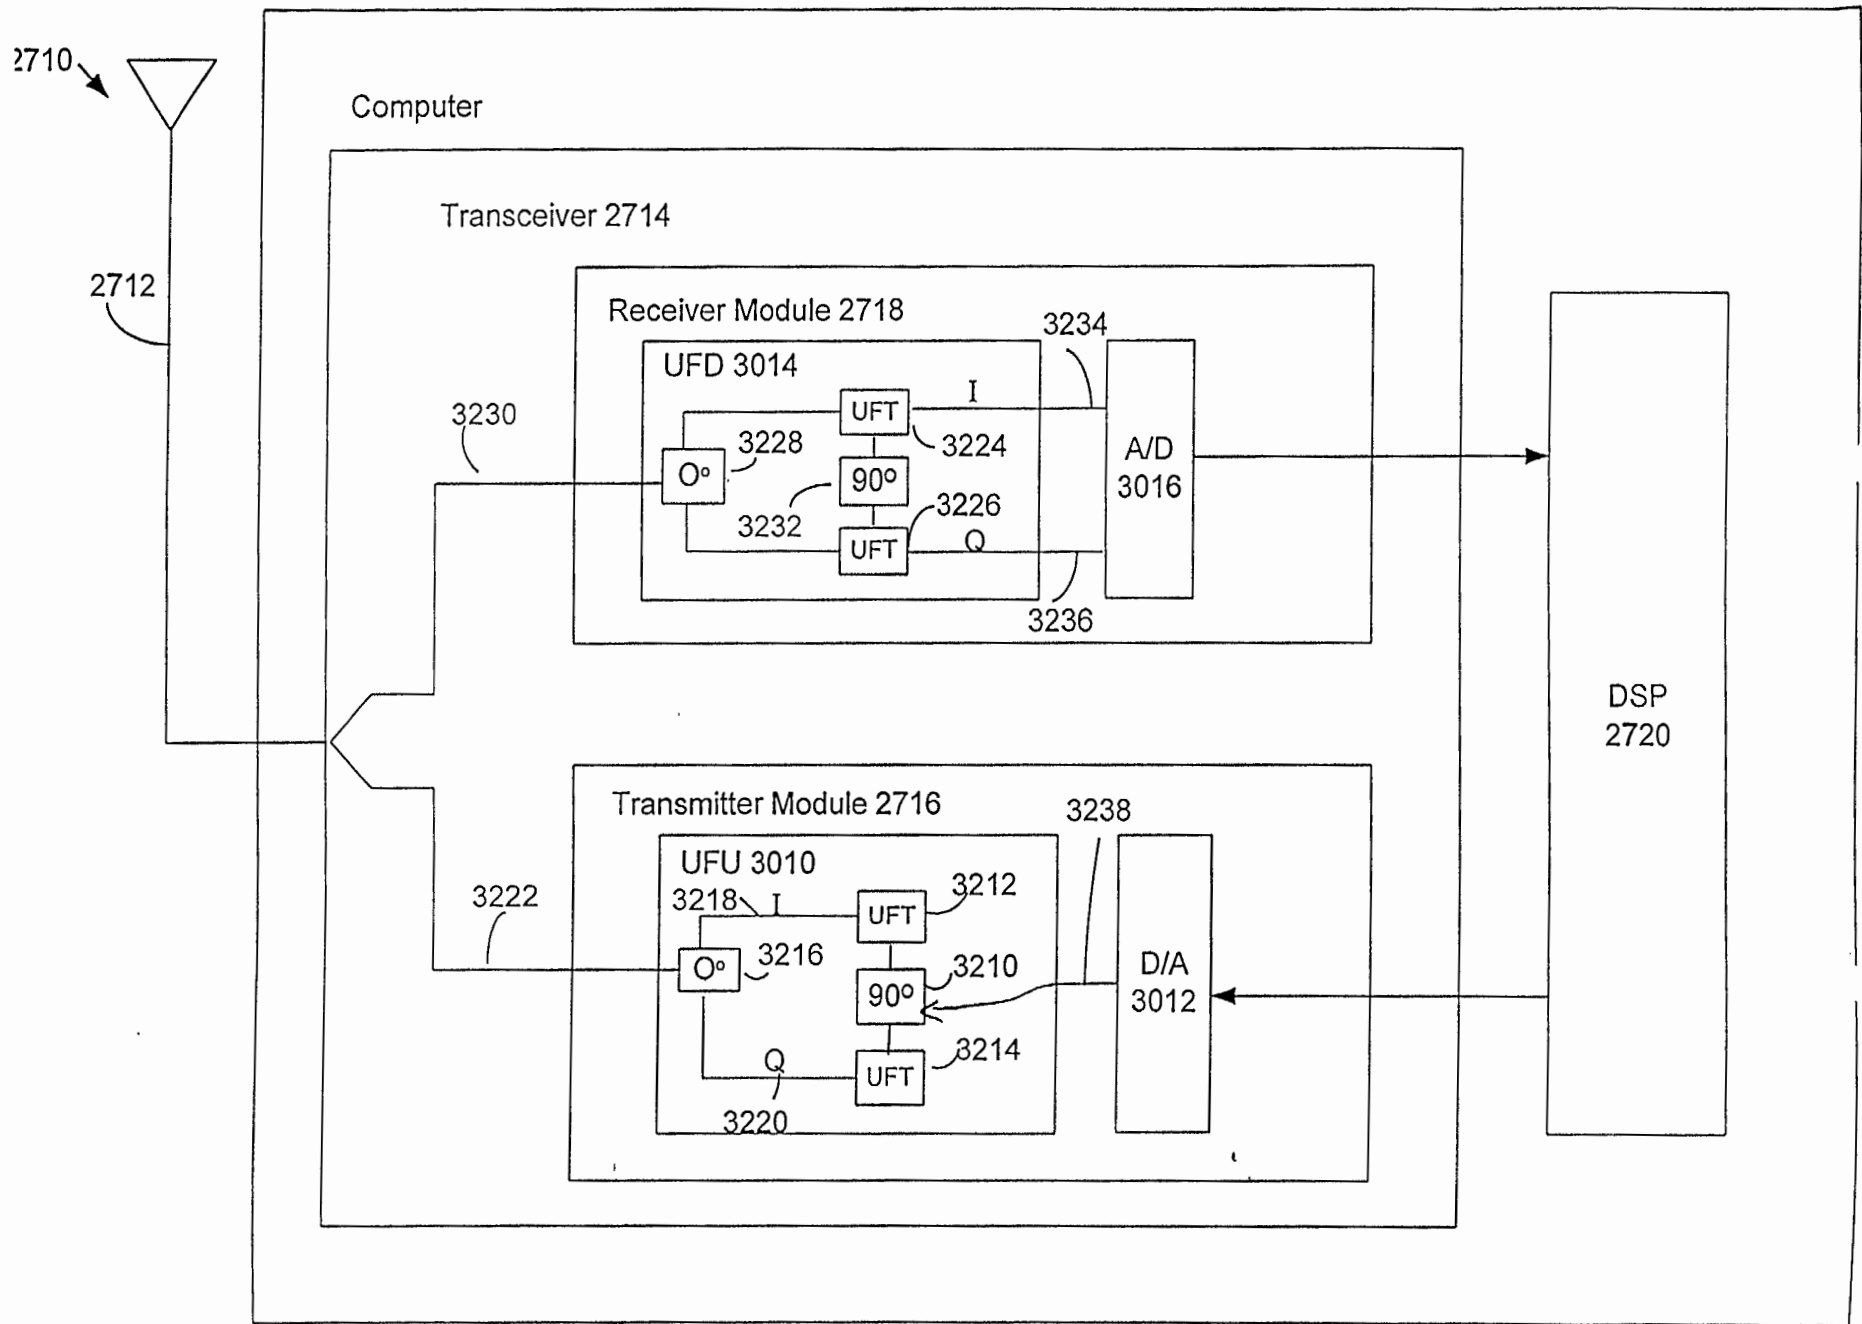 2710
Computer
Transceiver 2714
2712
Receiver Module 2718
3234
UFD 3014
I
UFT
3230
3228
3224
O°
90°
A/D
3016
3232
3226
UFT
Q
3236
DSP
2720
Transmitter Module 2716
3238
UFU 3010
3218
I
UFT
3212
3222
O°
3216
3210
90°
D/A
3012
Q
UFT
3214
3220